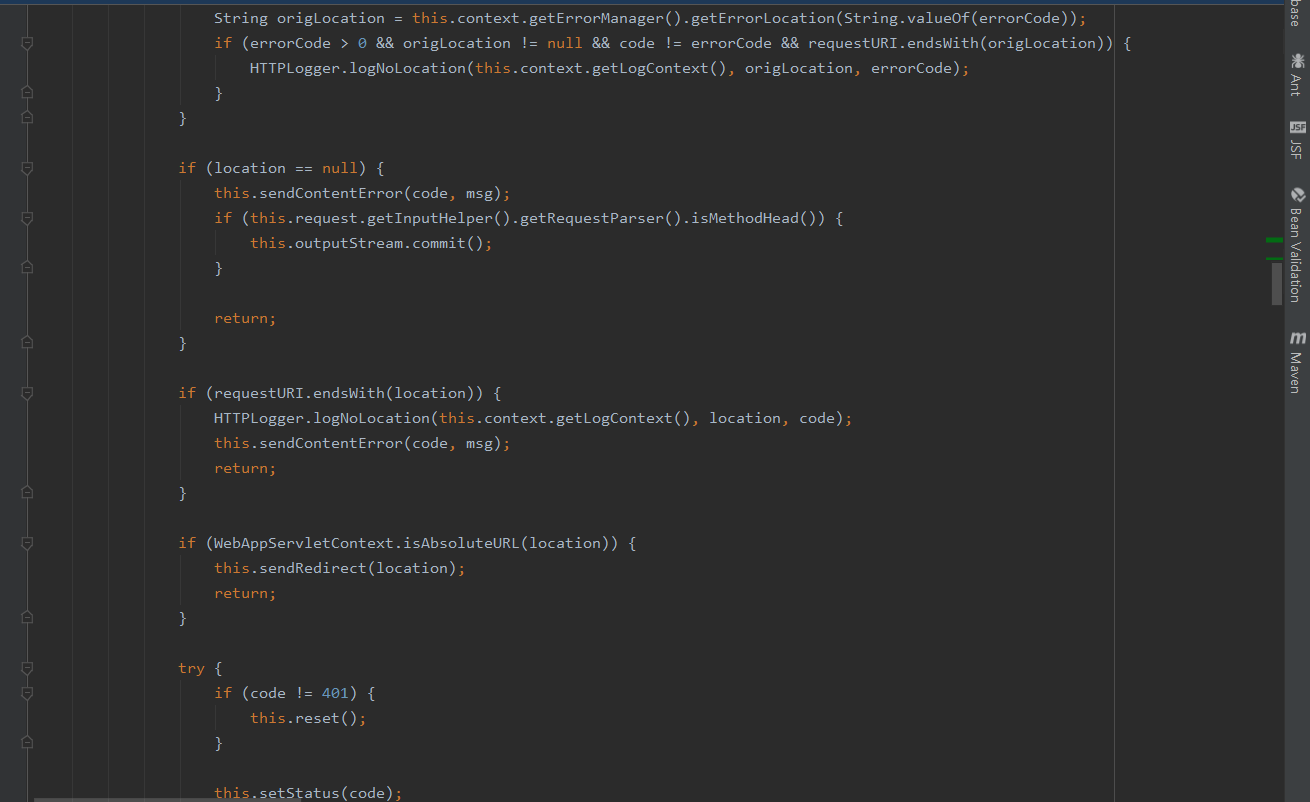 String origLocation = this.context.getErrorManager().getErrorLocation(String.valueOf(errorCode));
if (errorCode > 0 && origLocation != null && code != errorCode && requestURI.endsWith(origLocation)) {
HTTPLogger.logNoLocation(this.context.getLogContext(), origLocation, errorCode);
}
}
if (location == null) {
this.sendContentError(code, msg);
if (this.request.getInputHelper().getRequestParser().isMethodHead()) {
this.outputStream.commit();
}
return;
}
if (requestURI.endsWith(location)) {
HTTPLogger.logNoLocation(this.context.getLogContext(), location, code);
this.sendContentError(code, msg);
return;
}
if (WebAppServletContext.isAbsoluteURL(location)) {
this.sendRedirect(location);
return;
}
try {
if (code != 401) {
this.reset();
}
this.setStatus(code);
base
Ant
JSF
JSF
Bean Validation
m
Maven